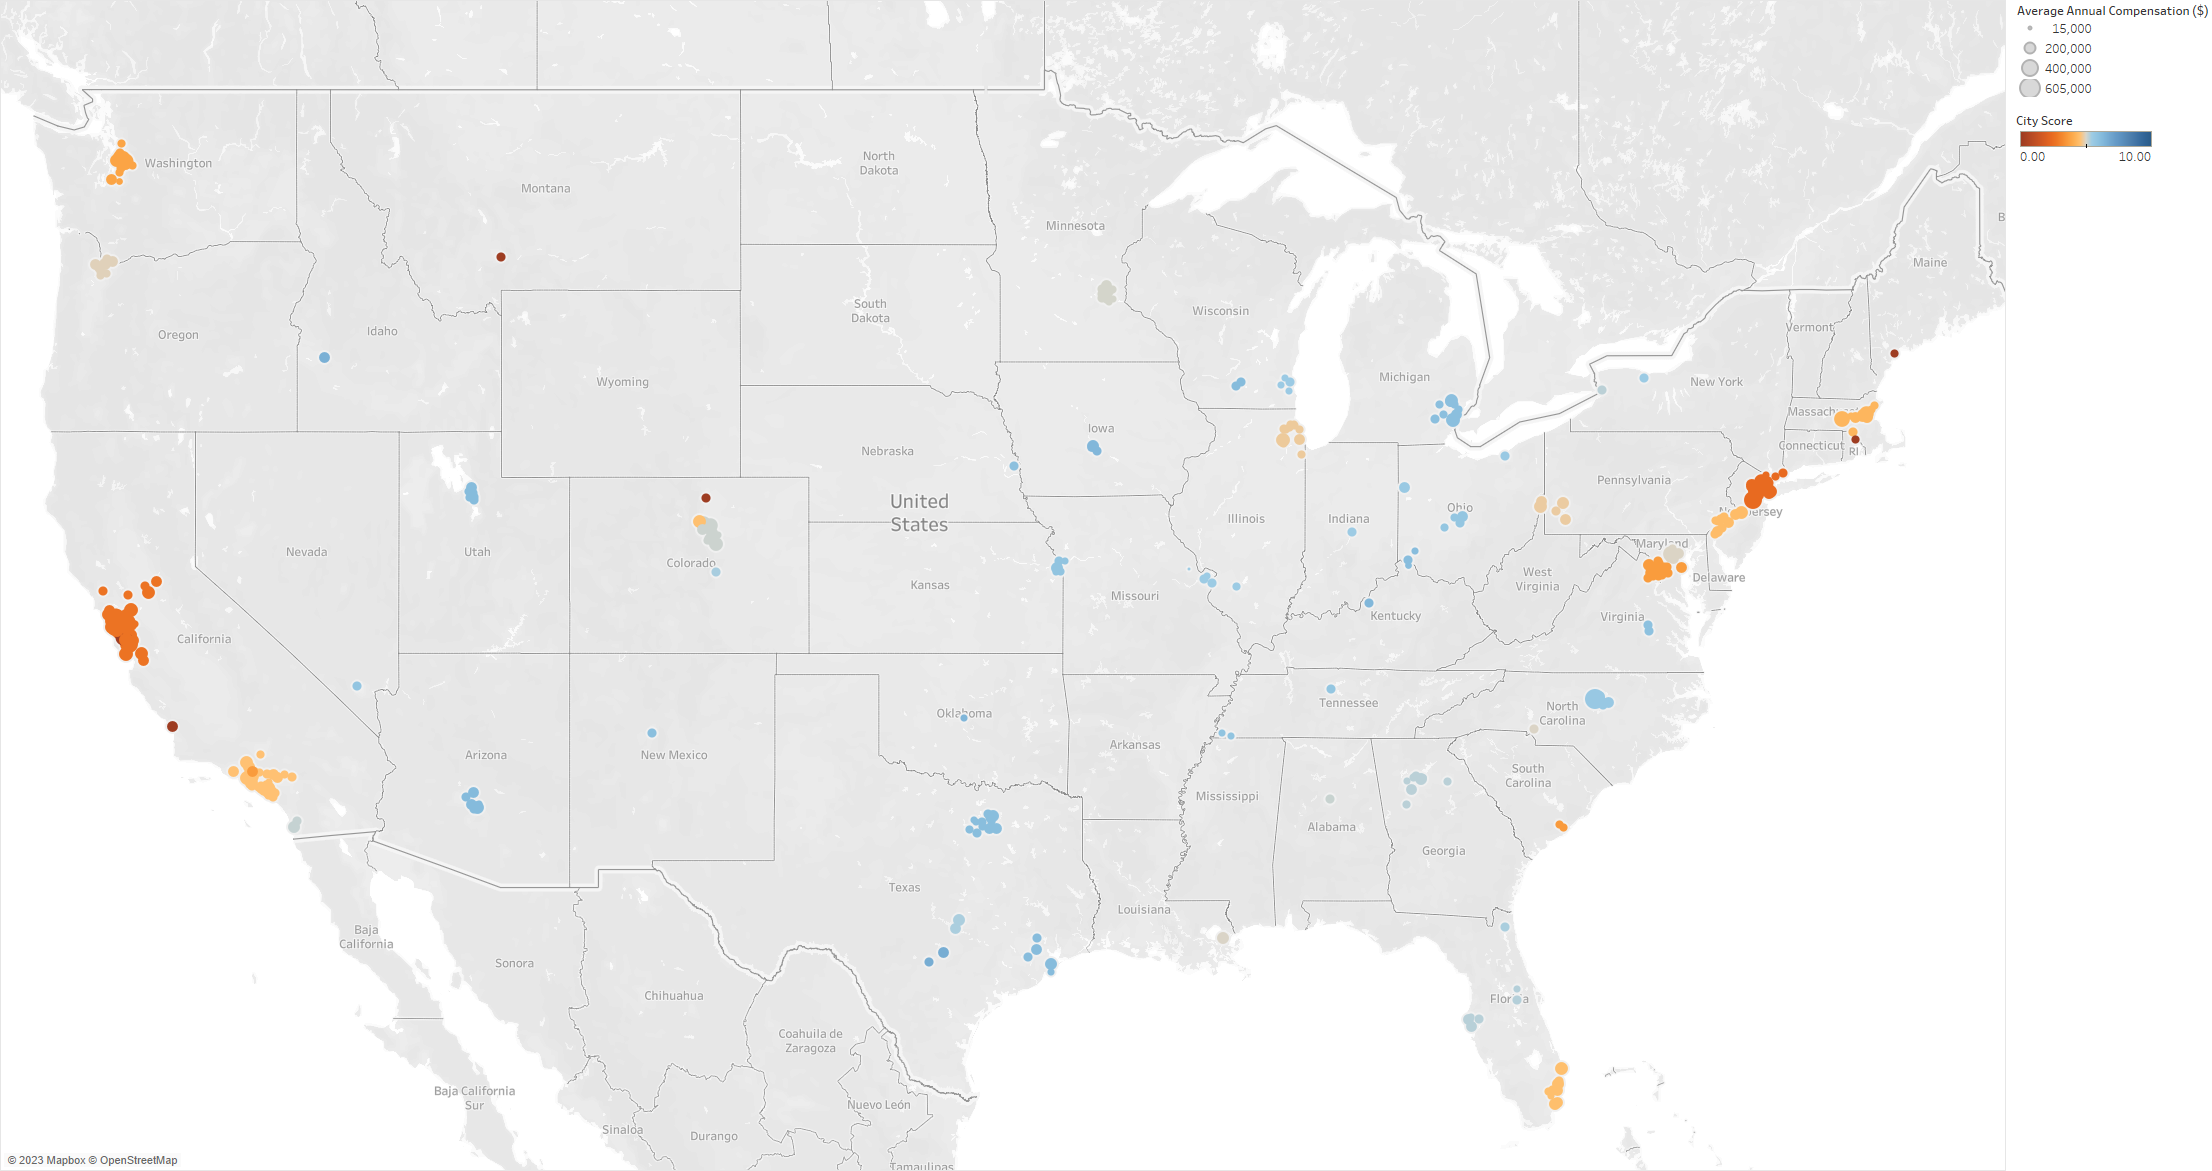 Average Annual Compensation ($)
15,000
200,000
400,000
605,000
City Score
0.00 10.00
Washington
Montana
North
Dakota
Minnesota
Maine
B
Oregon
Idaho
South
Dakota
Wisconsin
Vermont
Wyoming
Michigan
New York
Massach
Iowa
Nebraska
Connecticut
RI
United
States
Pennsylvania
Illinois
Indiana
Ohio
ersey
Nevada
Utah
Colorado
Kansas
Maryland
Delaware
West
Virginia
Missouri
Kentucky
Virginia
California
Oklahoma
Tennessee
North
Carolina
Arizona
New Mexico
Arkansas
South
Carolina
Mississippi
Alabama
Georgia
Texas
Louisiana
Baja
California
Sonora
Chihuahua
Florida
Coahuila de
Zaragoza
Baja California
Sur
Nuevo León
Sinaloa
Durango
Tamaulinas
© 2023 Mapbox © OpenStreetMap